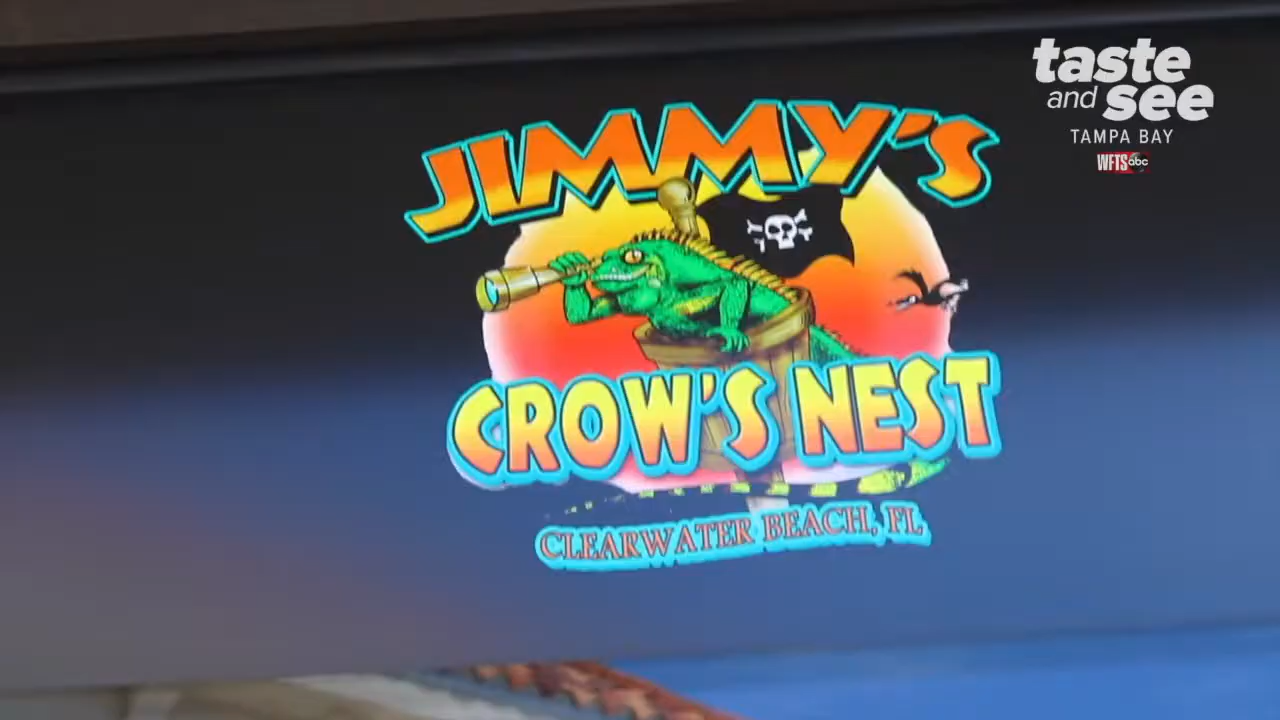 taste
and see
TAMPA BAY
WFTS abc
JIMMY'S
CROW'S NEST
CLEARWATER BEACH, FL